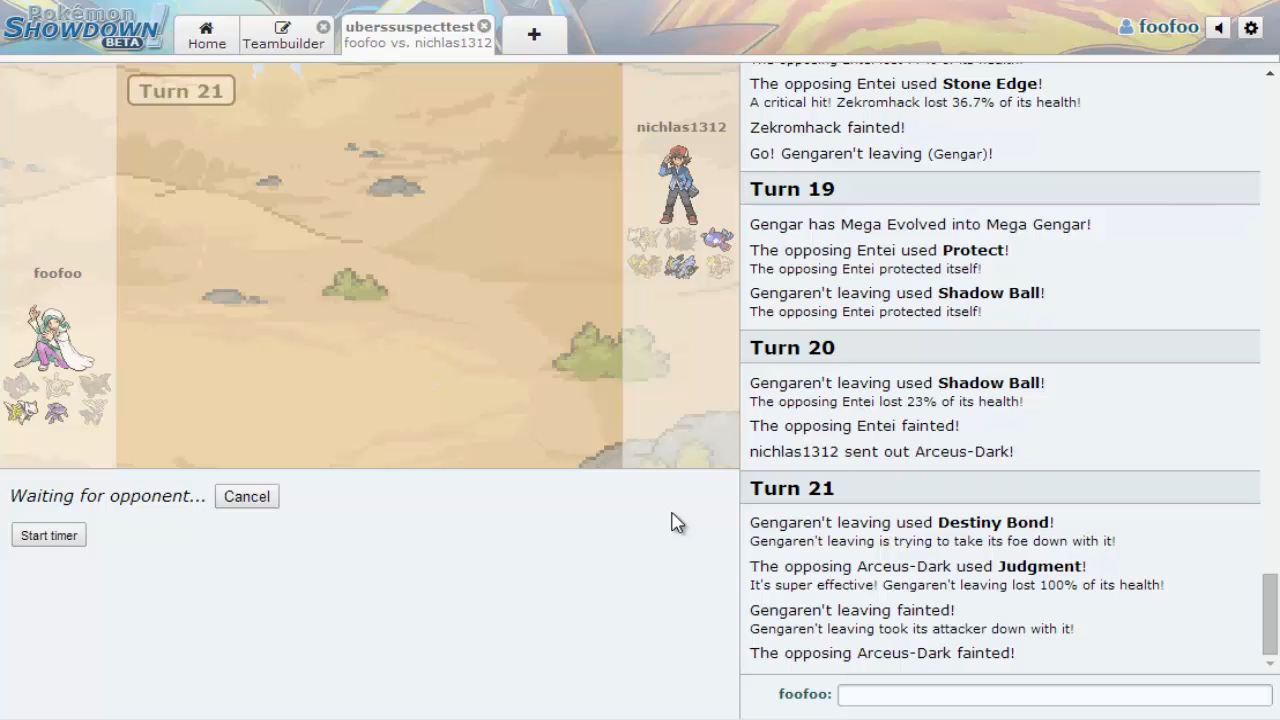 Pokémon
SHOWDOWN!
BETA
Home
Teambuilder
uberssuspecttest
foofoo vs. nichlas1312
+
foofoo
Turn 21
nichlas1312
foofoo
Waiting for opponent... Cancel
Start timer
The opposing Entei used Stone Edge!
A critical hit! Zekromhack lost 36.7% of its health!
Zekromhack fainted!
Go! Gengaren't leaving (Gengar)!
Turn 19
Gengar has Mega Evolved into Mega Gengar!
The opposing Entei used Protect!
The opposing Entei protected itself!
Gengaren't leaving used Shadow Ball!
The opposing Entei protected itself!
Turn 20
Gengaren't leaving used Shadow Ball!
The opposing Entei lost 23% of its health!
The opposing Entei fainted!
nichlas1312 sent out Arceus-Dark!
Turn 21
Gengaren't leaving used Destiny Bond!
Gengaren't leaving is trying to take its foe down with it!
The opposing Arceus-Dark used Judgment!
It's super effective! Gengaren't leaving lost 100% of its health!
Gengaren't leaving fainted!
Gengaren't leaving took its attacker down with it!
The opposing Arceus-Dark fainted!
foofoo: